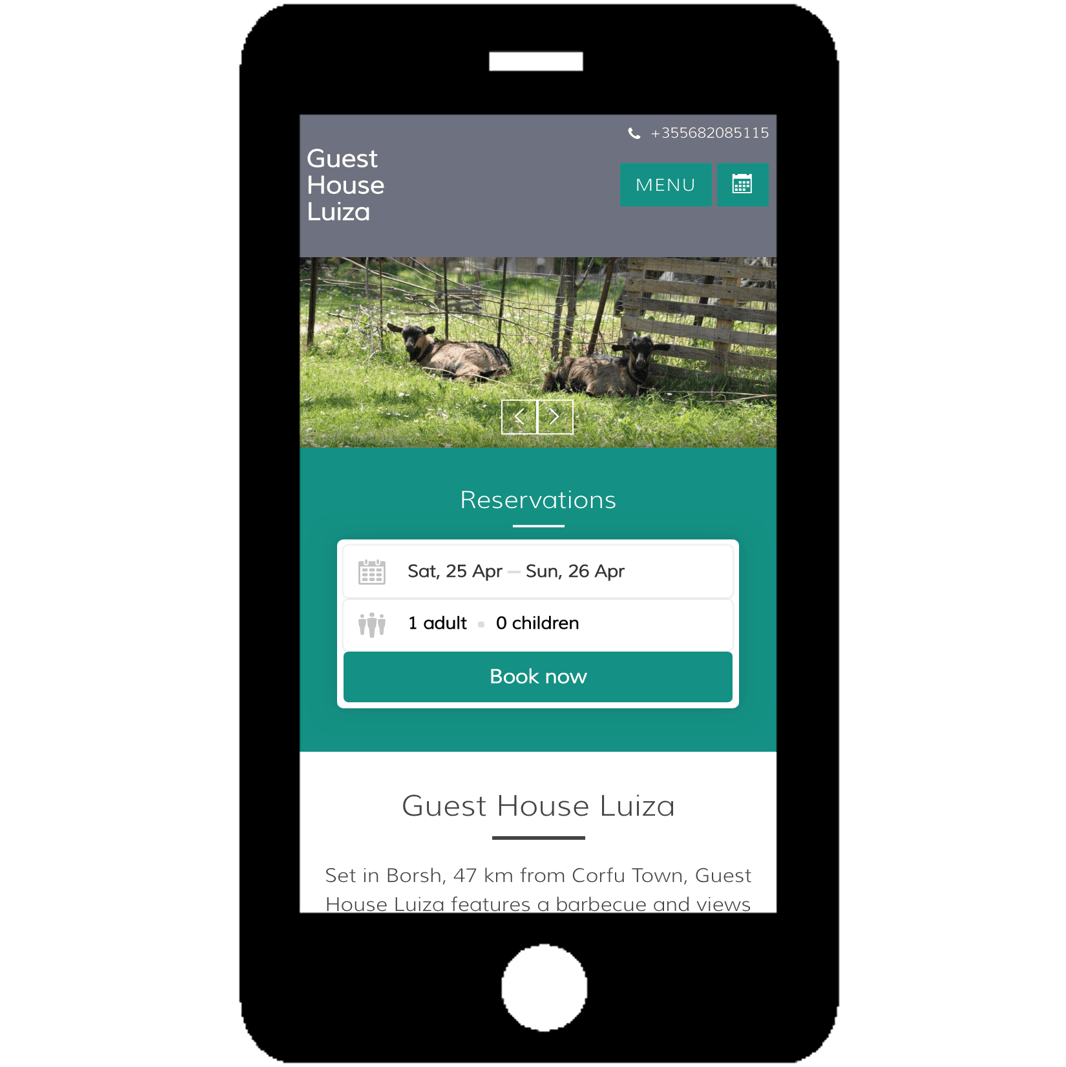 +355682085115
Guest
House
Luiza
MENU
Reservations
Sat, 25 Apr — Sun, 26 Apr
1 adult • 0 children
Book now
Guest House Luiza
Set in Borsh, 47 km from Corfu Town, Guest
House Luiza features a barbecue and views